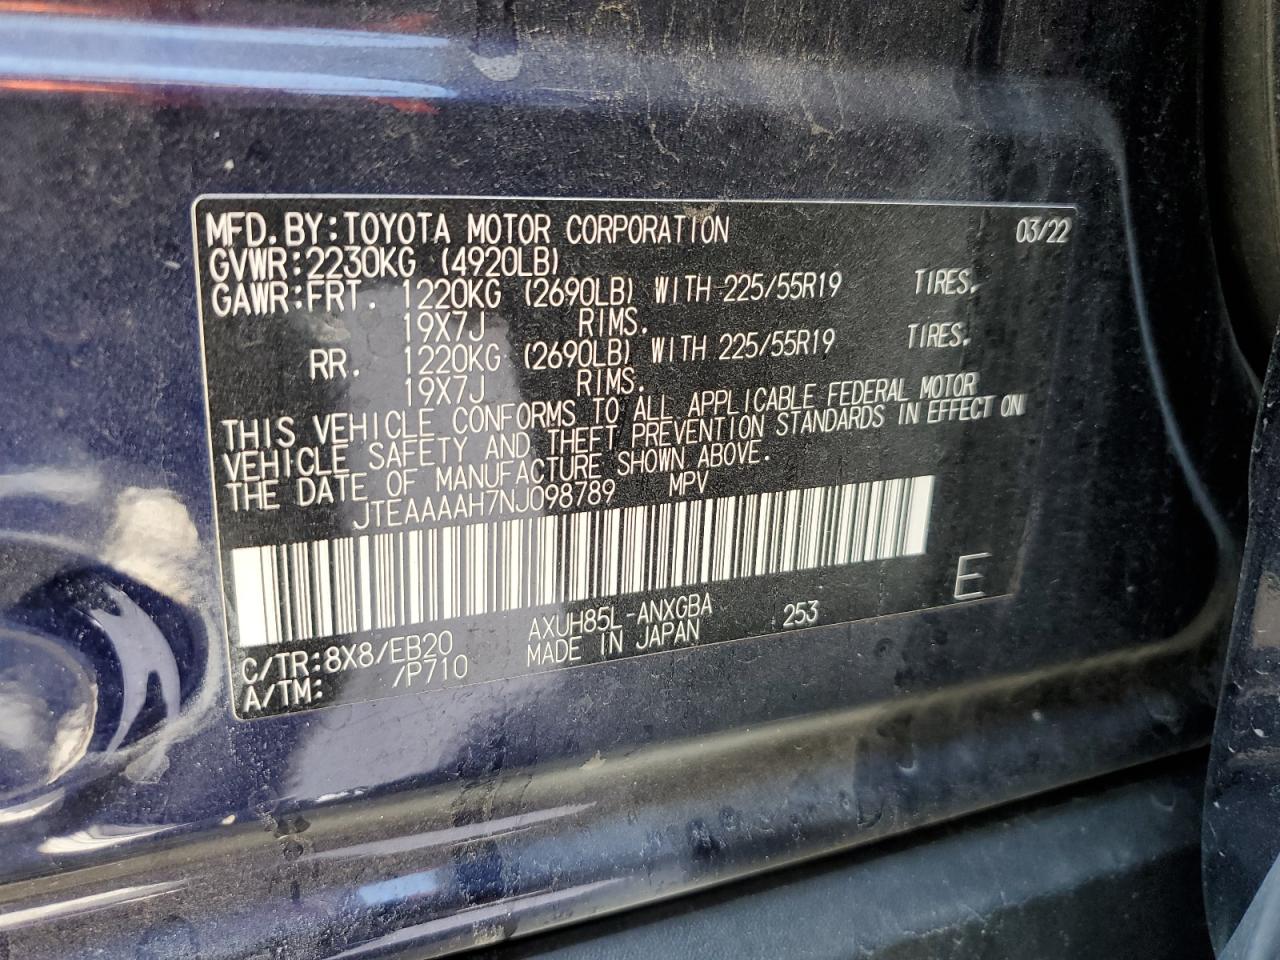 MFD.BY:TOYOTA MOTOR CORPORATION 03/22
GVWR:2230KG (4920LB)
GAWR:FRT. 1220KG (2690LB) WITH 225/55R19 TIRES.
19X7J RIMS.
RR. 1220KG (2690LB) WITH 225/55R19 TIRES.
19X7J RIMS.
THIS VEHICLE CONFORMS TO ALL APPLICABLE FEDERAL MOTOR
VEHICLE SAFETY AND THEFT PREVENTION STANDARDS IN EFFECT ON
THE DATE OF MANUFACTURE SHOWN ABOVE.
JTEAAAAH7NJ098789 MPV
E
C/TR:8X8/EB20 AXUH85L-ANXGBA 253
A/TM: /P710 MADE IN JAPAN